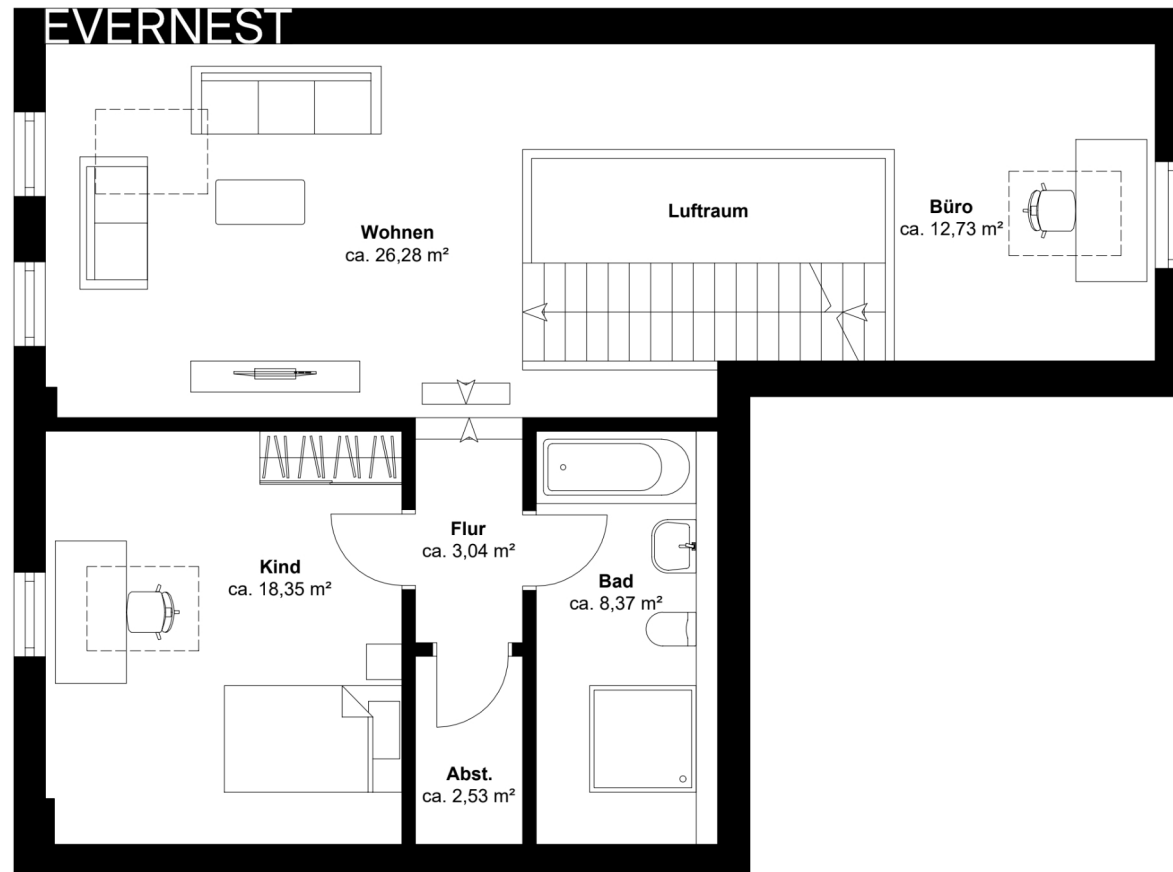 EVERNEST
Wohnen
ca. 26,28 m²
Luftraum
Büro
ca. 12,73 m²
Flur
ca. 3,04 m²
Kind
ca. 18,35 m²
Bad
ca. 8,37 m²
Abst.
ca. 2,53 m²